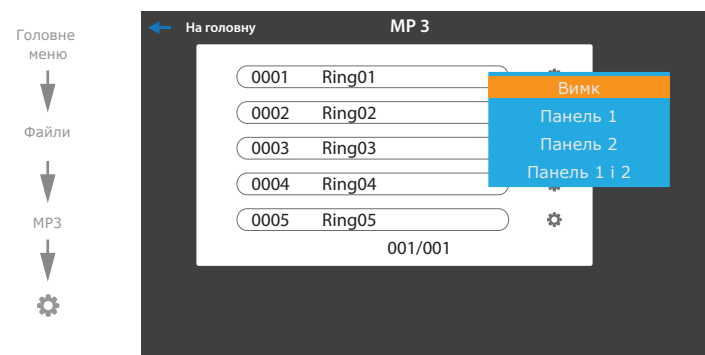 Головне
меню
Файли
MP3
На головну
MP 3
0001 Ring01
0002 Ring02
0003 Ring03
0004 Ring04
0005 Ring05
001/001
Вимк
Панель 1
Панель 2
Панель 1 і 2